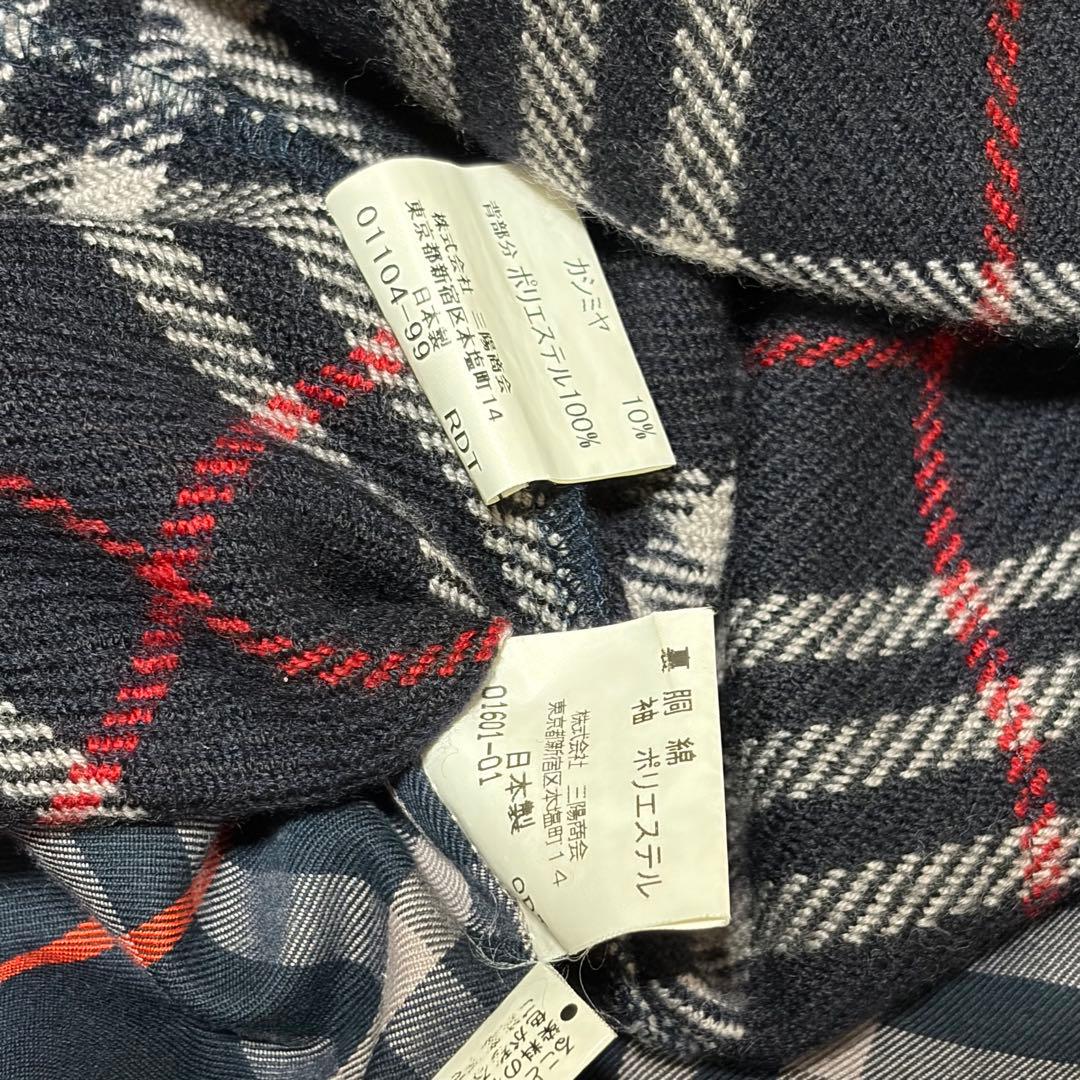 カシミヤ 10%
背部分 ポリエステル100%
株式会社 三陽商会
東京都新宿区本塩町14
日本製
01104-99 RDT
裏 胴 綿
袖 ポリエステル
株式会社 三陽商会
東京都新宿区本塩町14
日本製
01601-01